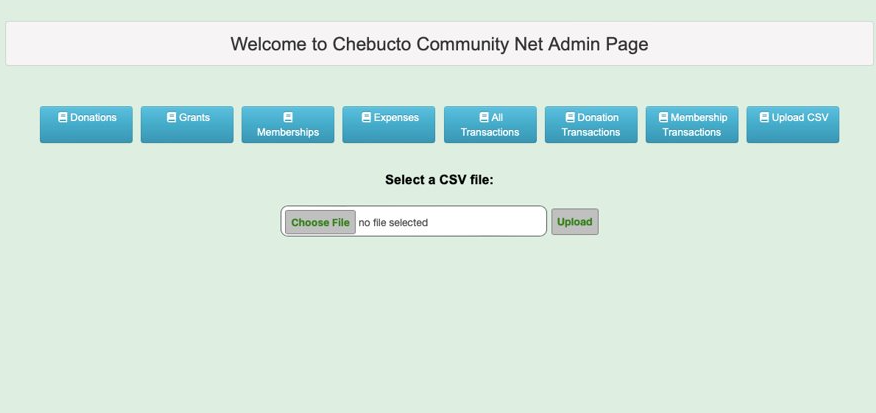 Welcome to Chebucto Community Net Admin Page
Donations
Grants
Memberships
Expenses
All
Transactions
Donation
Transactions
Membership
Transactions
Upload CSV
Select a CSV file:
Choose File no file selected
Upload